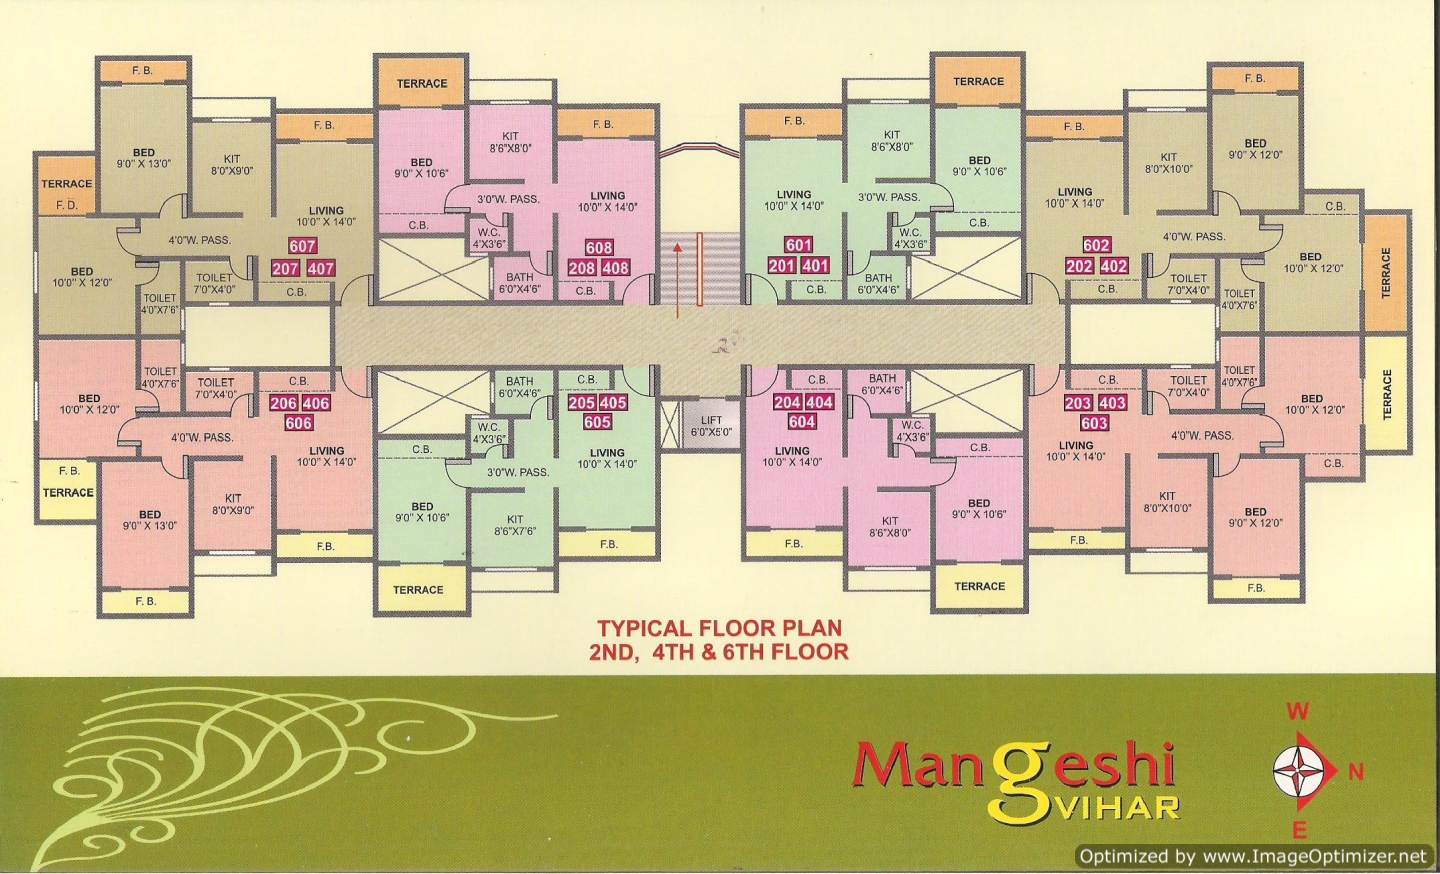 F. B.
BED
9'0" X 13'0"
KIT
8'0"X9'0"
F. B.
TERRACE
F. D.
LIVING
10'0" X 14'0"
607
207 407
4'0"W. PASS.
BED
10'0" X 12'0"
TOILET
4'0X7'6"
TOILET
7'0"X4'0"
C.B.
TERRACE
BED
9'0" X 10'6"
C.B.
KIT
8'6"X8'0"
3'0"W. PASS.
W.C.
4'X3'6"
BATH
6'0"X4'6"
F. B.
LIVING
10'0" X 14'0"
608
208 408
C.B.
F. B.
LIVING
10'0" X 14'0"
601
201 401
C.B.
KIT
8'6"X8'0"
3'0"W. PASS.
W.C.
4'X3'6"
BATH
6'0"X4'6"
TERRACE
BED
9'0" X 10'6"
C.B.
F. B.
LIVING
10'0" X 14'0"
602
202 402
C.B.
KIT
8'0"X10'0"
F. B.
BED
9'0" X 12'0"
4'0"W. PASS.
TOILET
7'0"X4'0"
TOILET
4'0X7'6"
C.B.
BED
10'0" X 12'0"
TERRACE
BED
10'0" X 12'0"
TOILET
4'0X7'6"
TOILET
7'0"X4'0"
C.B.
206 406
606
4'0"W. PASS.
LIVING
10'0" X 14'0"
F. B.
TERRACE
BED
9'0" X 13'0"
KIT
8'0"X9'0"
F.B.
F. B.
C.B.
BED
9'0" X 10'6"
TERRACE
BATH
6'0"X4'6"
W.C.
4'X3'6"
3'0"W. PASS.
KIT
8'6"X7'6"
C.B.
205 405
605
LIVING
10'0" X 14'0"
F.B.
LIFT
6'0"X5'0"
C.B.
204 404
604
LIVING
10'0" X 14'0"
F.B.
BATH
6'0"X4'6"
W.C.
4'X3'6"
KIT
8'6"X8'0"
C.B.
BED
9'0" X 10'6"
TERRACE
C.B.
203 403
603
LIVING
10'0" X 14'0"
F.B.
TOILET
7'0"X4'0"
TOILET
4'0X7'6"
4'0"W. PASS.
KIT
8'0"X10'0"
BED
10'0" X 12'0"
TERRACE
C.B.
BED
9'0" X 12'0"
F.B.
TYPICAL FLOOR PLAN
2ND, 4TH & 6TH FLOOR
Mangeshi
VIHAR
W
N
E
Optimized by www.ImageOptimizer.net